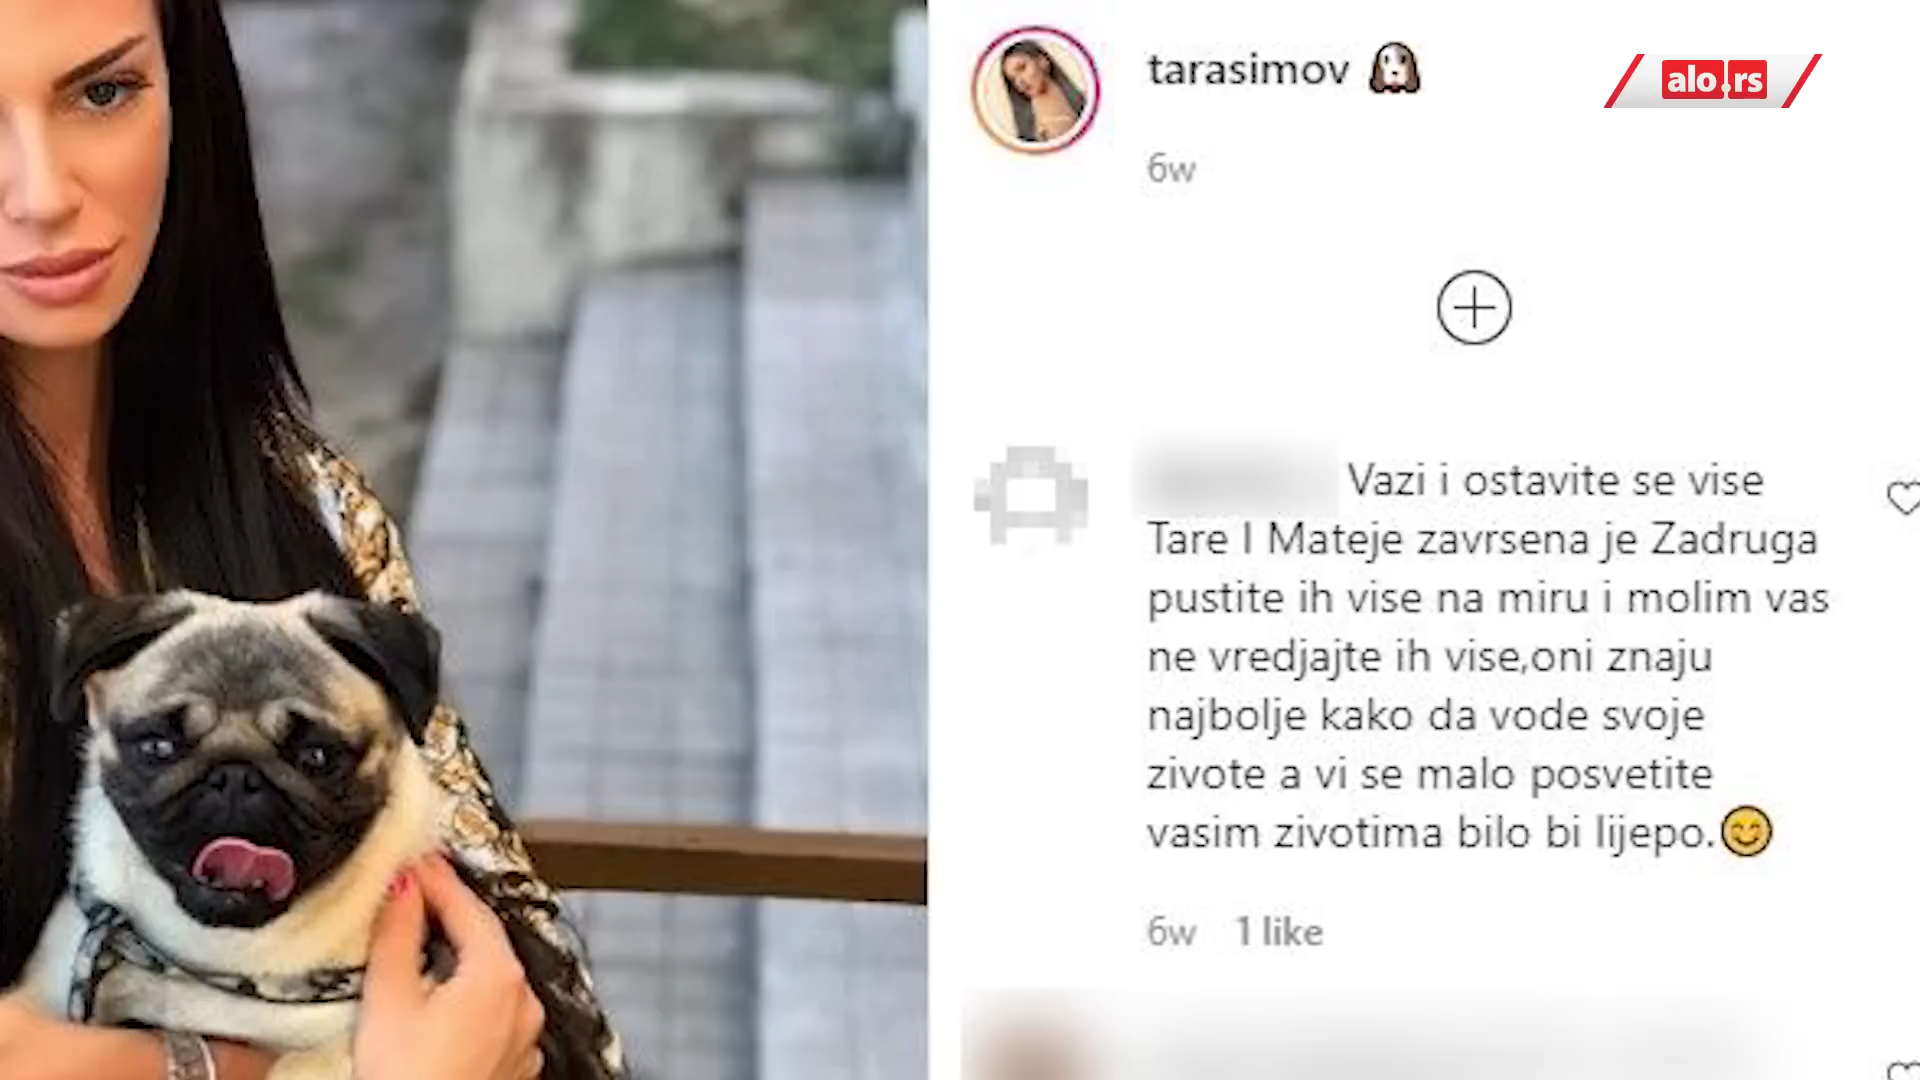 tarasimov
alo.rs
6w
Vazi i ostavite se vise
Tare I Mateje zavrsena je Zadruga
pustite ih vise na miru i molim vas
ne vredjajte ih vise,oni znaju
najbolje kako da vode svoje
zivote a vi se malo posvetite
vasim zivotima bilo bi lijepo.😊
6w 1 like